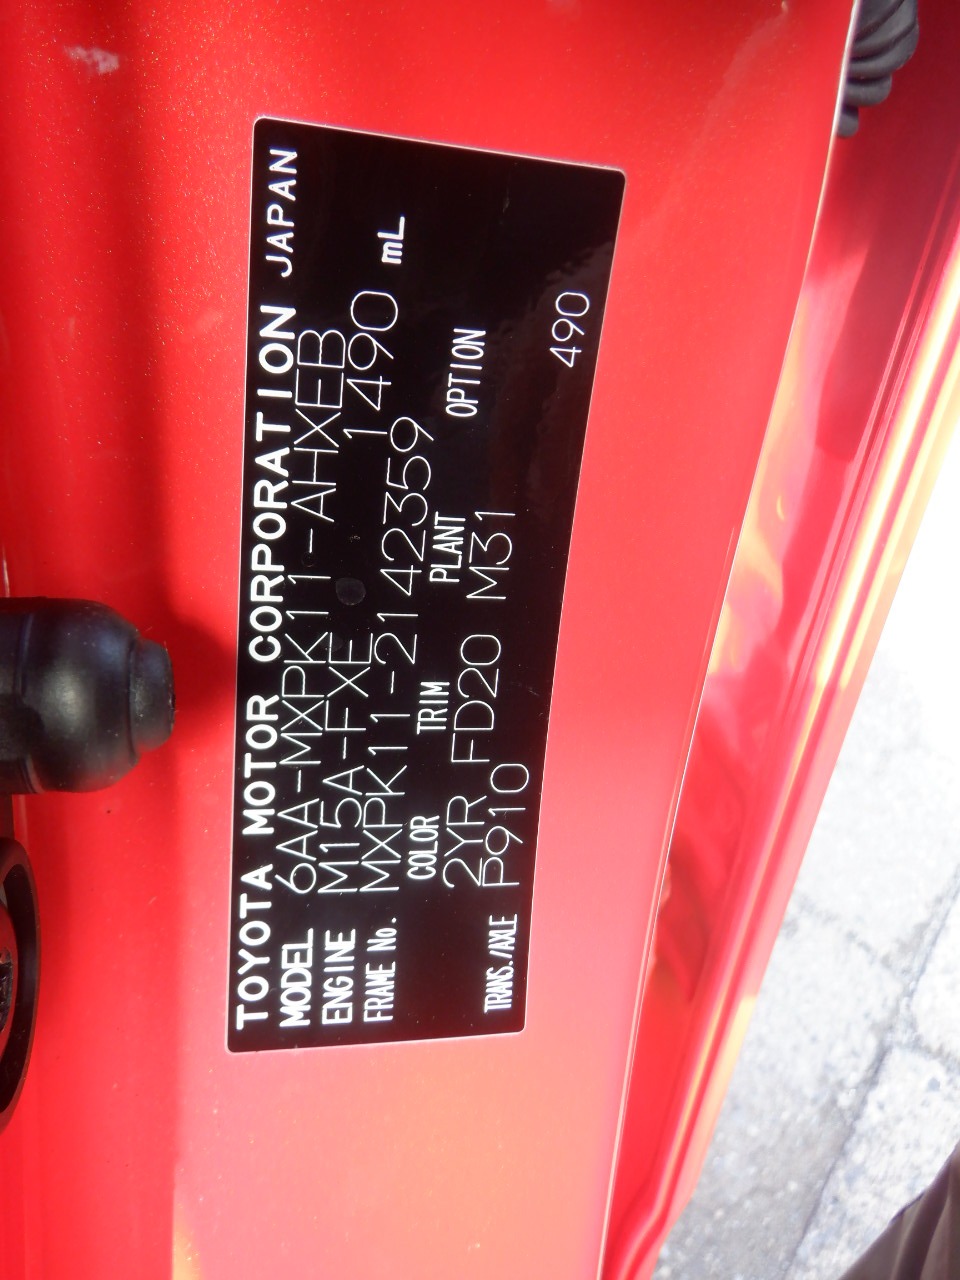 TOYOTA MOTOR CORPORATION JAPAN
MODEL 6AA-MXPK11-AHXEB
ENGINE M15A-FXE 1490 mL
FRAME No. MXPK11-2142359
COLOR TRIM PLANT OPTION
2YR FD20 M31
TRANS./AXLE P910 490